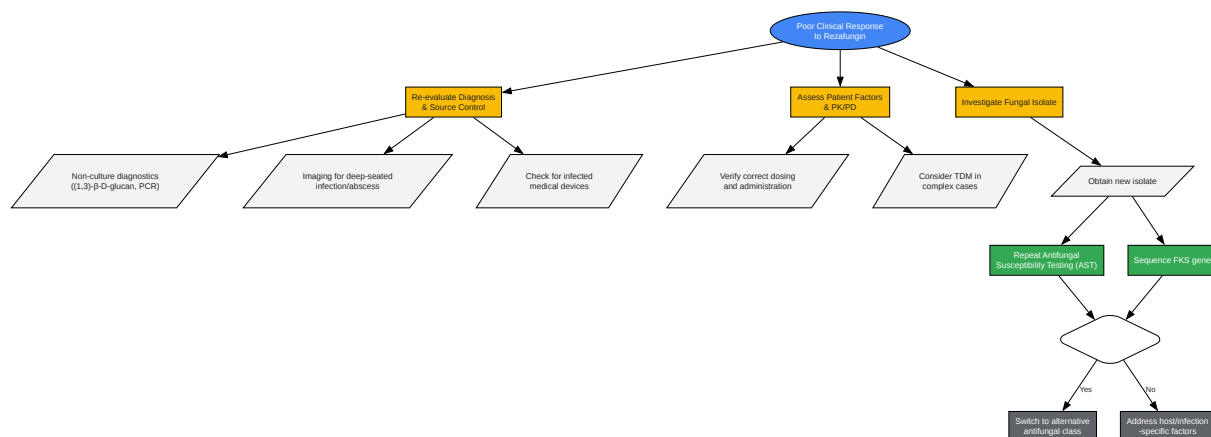 Poor Clinical Response
to Rezafungin
Re-evaluate Diagnosis
& Source Control
Assess Patient Factors
& PK/PD
Investigate Fungal Isolate
Non-culture diagnostics
((1,3)-β-D-glucan, PCR)
Imaging for deep-seated
infection/abscess
Check for infected
medical devices
Verify correct dosing
and administration
Consider TDM in
complex cases
Obtain new isolate
Repeat Antifungal
Susceptibility Testing (AST)
Sequence FKS gene
Yes
No
Switch to alternative
antifungal class
Address host/infection
-specific factors